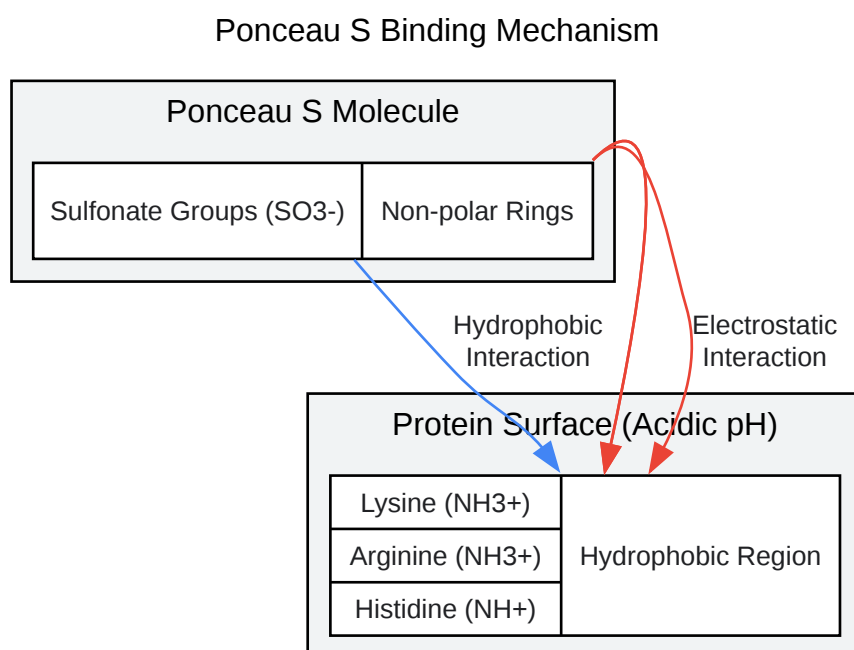 Ponceau S Binding Mechanism
Ponceau S Molecule
Sulfonate Groups (SO3-)
Non-polar Rings
Hydrophobic
Interaction
Electrostatic
Interaction
Protein Surface (Acidic pH)
Lysine (NH3+)
Arginine (NH3+)
Histidine (NH+)
Hydrophobic Region